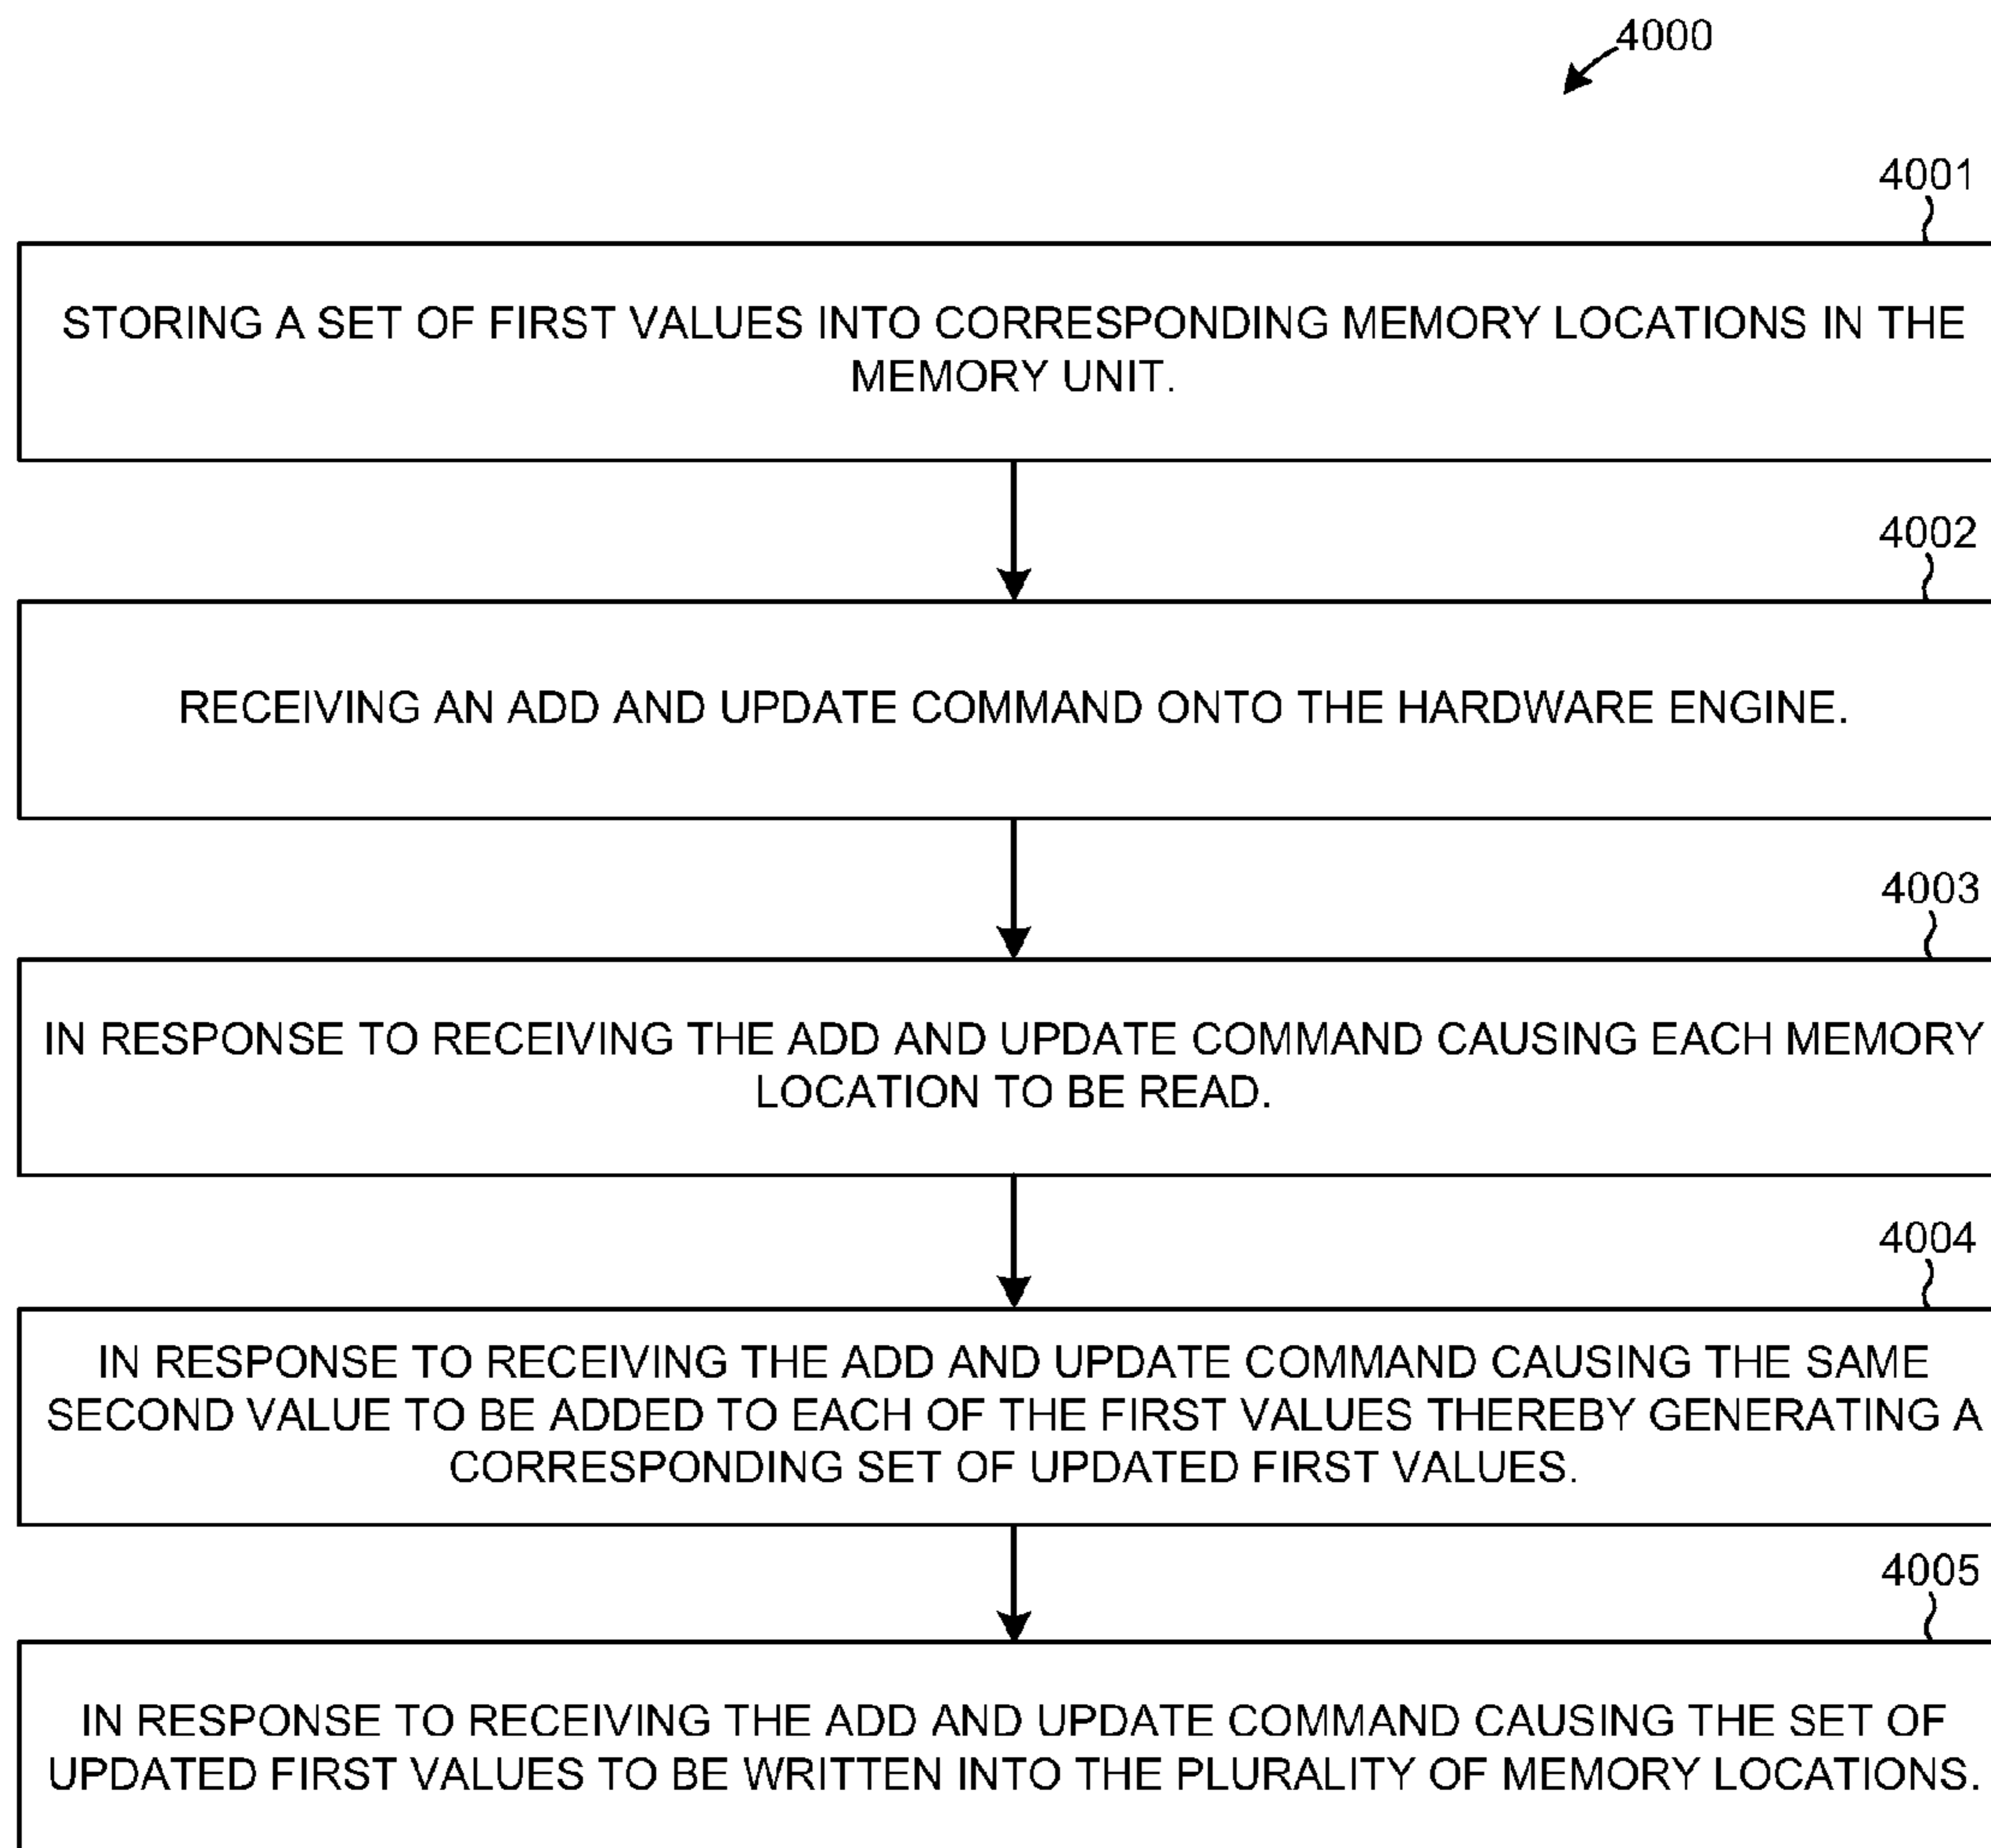 4000
4001
STORING A SET OF FIRST VALUES INTO CORRESPONDING MEMORY LOCATIONS IN THE
MEMORY UNIT.
4002
RECEIVING AN ADD AND UPDATE COMMAND ONTO THE HARDWARE ENGINE.
4003
IN RESPONSE TO RECEIVING THE ADD AND UPDATE COMMAND CAUSING EACH MEMORY
LOCATION TO BE READ.
4004
IN RESPONSE TO RECEIVING THE ADD AND UPDATE COMMAND CAUSING THE SAME
SECOND VALUE TO BE ADDED TO EACH OF THE FIRST VALUES THEREBY GENERATING A
CORRESPONDING SET OF UPDATED FIRST VALUES.
4005
IN RESPONSE TO RECEIVING THE ADD AND UPDATE COMMAND CAUSING THE SET OF
UPDATED FIRST VALUES TO BE WRITTEN INTO THE PLURALITY OF MEMORY LOCATIONS.